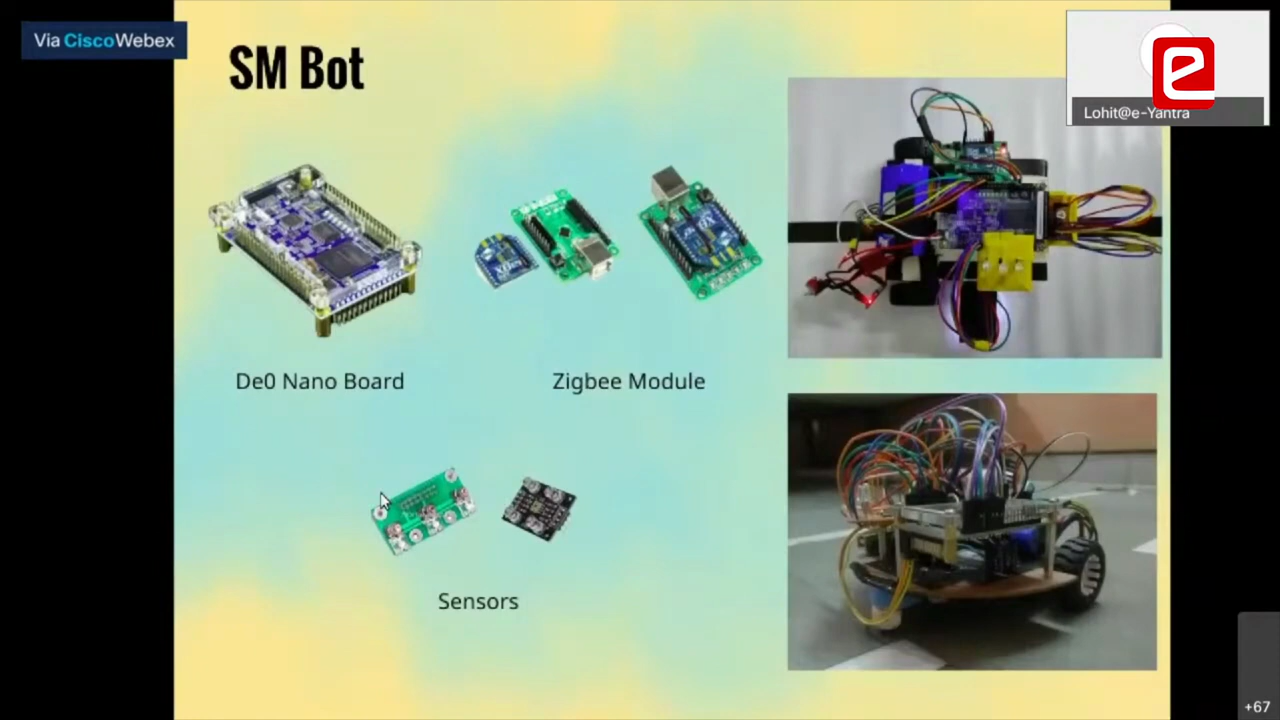 Via CiscoWebex
SM Bot
Lohit@e-Yantra
De0 Nano Board
Zigbee Module
Sensors
+67